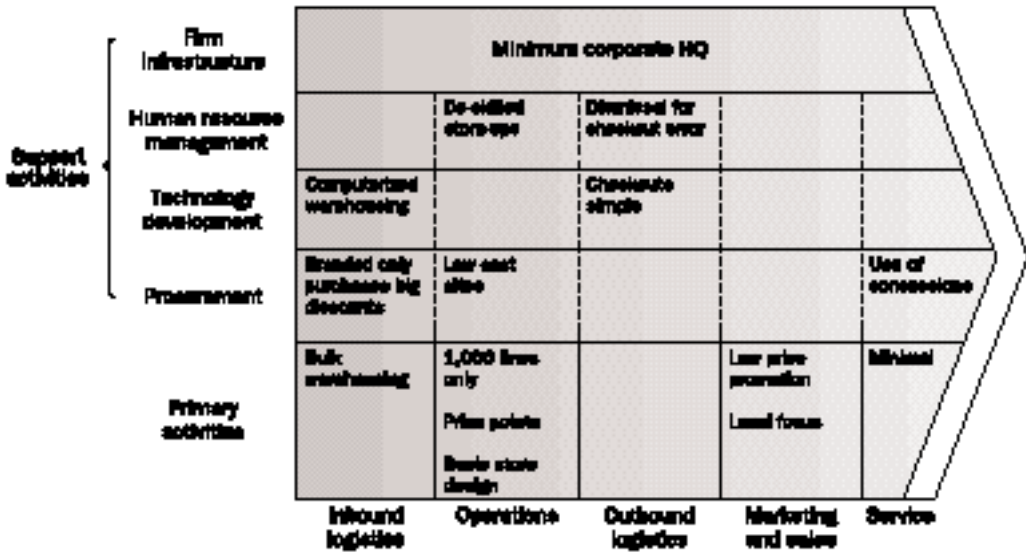 Firm
infrastructure
Minimum corporate HQ
Human resource
management
De-skilled
store-ops
Dismissal for
checkout error
Support
activities
Technology
development
Computerized
warehousing
Checkouts
simple
Procurement
Branded only
purchases big
discounts
Low cost
sites
Use of
concessions
Primary
activities
Bulk
warehousing
1,000 lines
only
Price points
Basic store
design
Low price
promotion
Local focus
Minimal
Inbound
logistics
Operations
Outbound
logistics
Marketing
and sales
Service